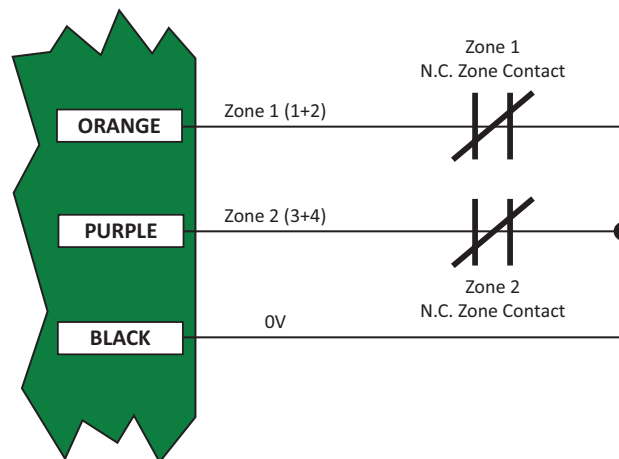 Zone 1
N.C. Zone Contact
ORANGE
Zone 1 (1+2)
PURPLE
Zone 2 (3+4)
Zone 2
N.C. Zone Contact
BLACK
0V